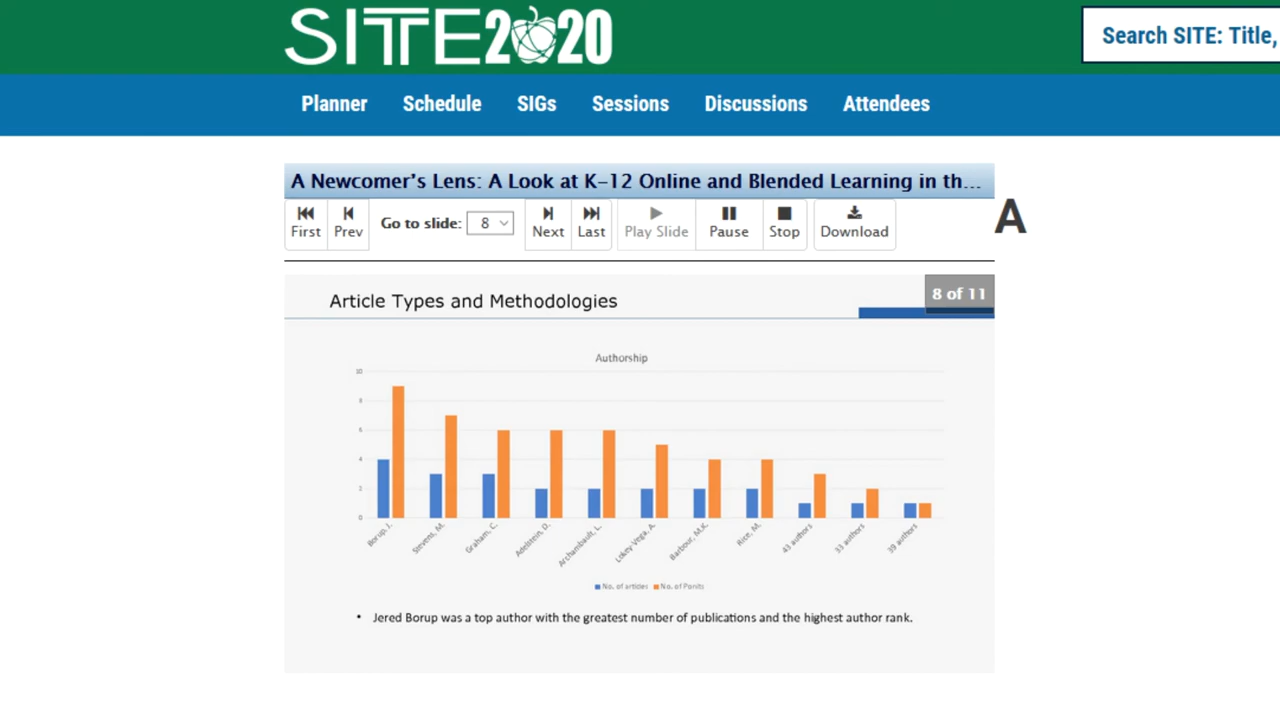 SITE2020
Search SITE: Title,
Planner Schedule SIGs Sessions Discussions Attendees
A Newcomer's Lens: A Look at K-12 Online and Blended Learning in th...
First Prev Go to slide: 8 Next Last Play Slide Pause Stop Download
A
Article Types and Methodologies
8 of 11
Authorship
10
8
6
4
2
0
Borup, J. Stevens, M. Graham, C. Adelstein, D. Archambault, L. Lokey-Vega, A. Barbour, M.K. Rice, M. 43 authors 33 authors 39 authors
No. of articles No. of Ponits
• Jered Borup was a top author with the greatest number of publications and the highest author rank.